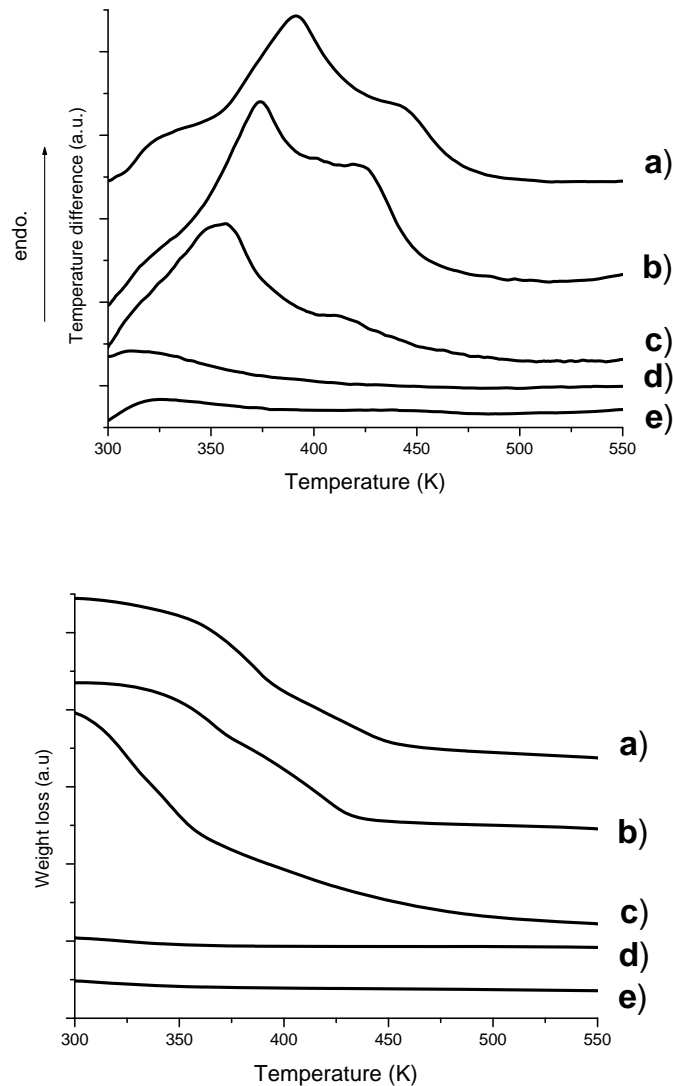 endo.
Temperature difference (a.u.)
a)
b)
c)
d)
e)
300 350 400 450 500 550
Temperature (K)
Weight loss (a.u)
a)
b)
c)
d)
e)
300 350 400 450 500 550
Temperature (K)